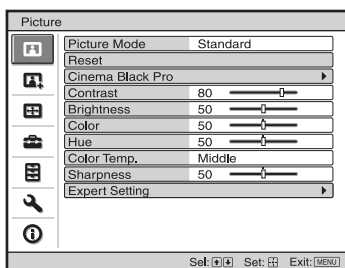 Picture
Picture Mode Standard
Reset
Cinema Black Pro
Contrast 80
Brightness 50
Color 50
Hue 50
Color Temp. Middle
Sharpness 50
Expert Setting
Sel: Set: Exit: MENU